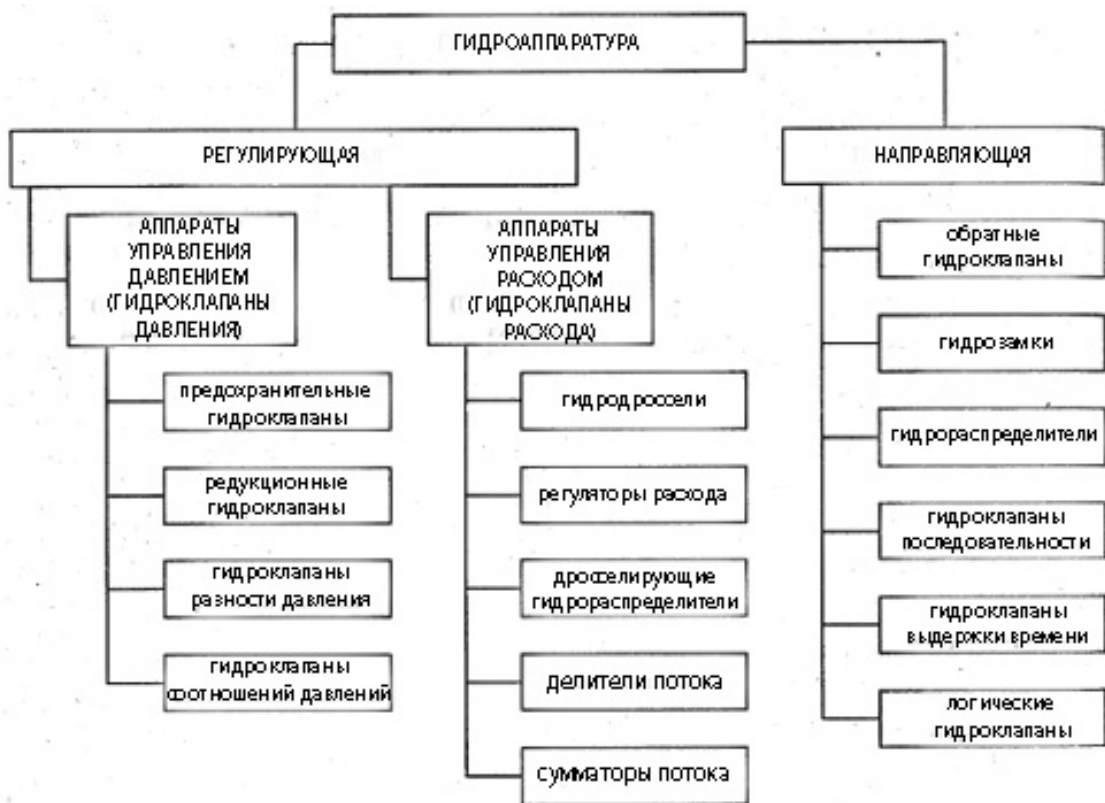 ГИДРОАППАРАТУРА
РЕГУЛИРУЮЩАЯ
НАПРАВЛЯЮЩАЯ
АППАРАТЫ
УПРАВЛЕНИЯ
ДАВЛЕНИЕМ
(ГИДРОКЛАПАНЫ
ДАВЛЕНИЯ)
предохранительные
гидроклапаны
редукционные
гидроклапаны
гидроклапаны
разности давления
гидроклапаны
соотношений давлений
АППАРАТЫ
УПРАВЛЕНИЯ
РАСХОДОМ
(ГИДРОКЛАПАНЫ
РАСХОДА)
гидродроссели
регуляторы расхода
дросселирующие
гидрораспределители
делители потока
сумматоры потока
обратные
гидроклапаны
гидрозамки
гидрораспределители
гидроклапаны
последовательности
гидроклапаны
выдержки времени
логические
гидроклапаны